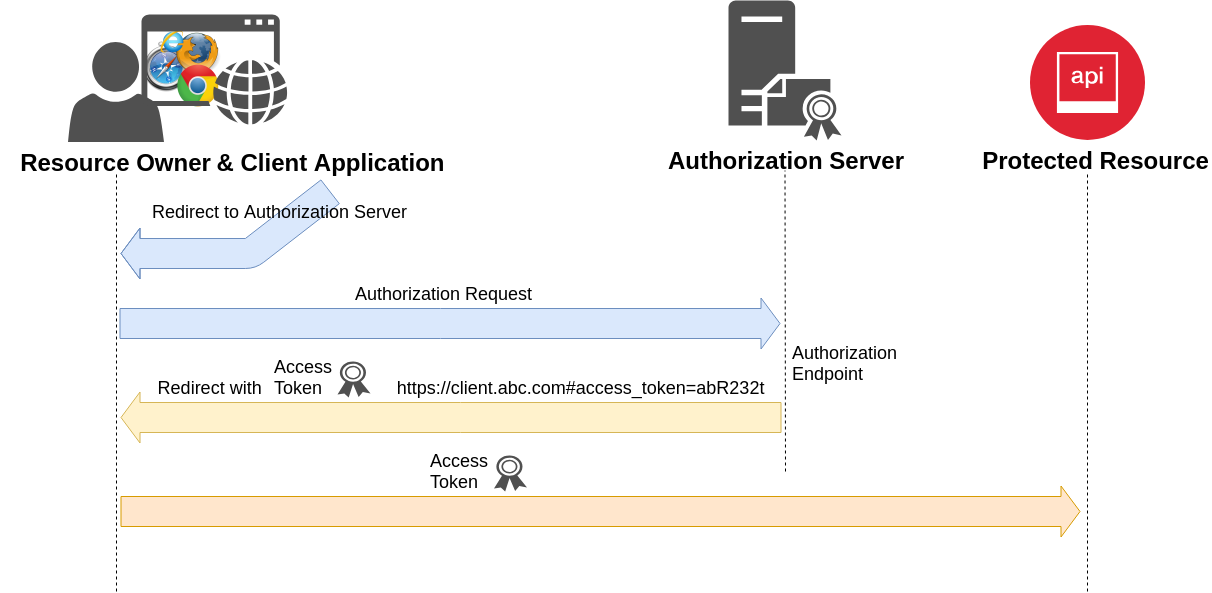 api
Resource Owner & Client Application
Authorization Server
Protected Resource
Redirect to Authorization Server
Authorization Request
Authorization
Endpoint
Redirect with
Access
Token
https://client.abc.com#access_token=abR232t
Access
Token